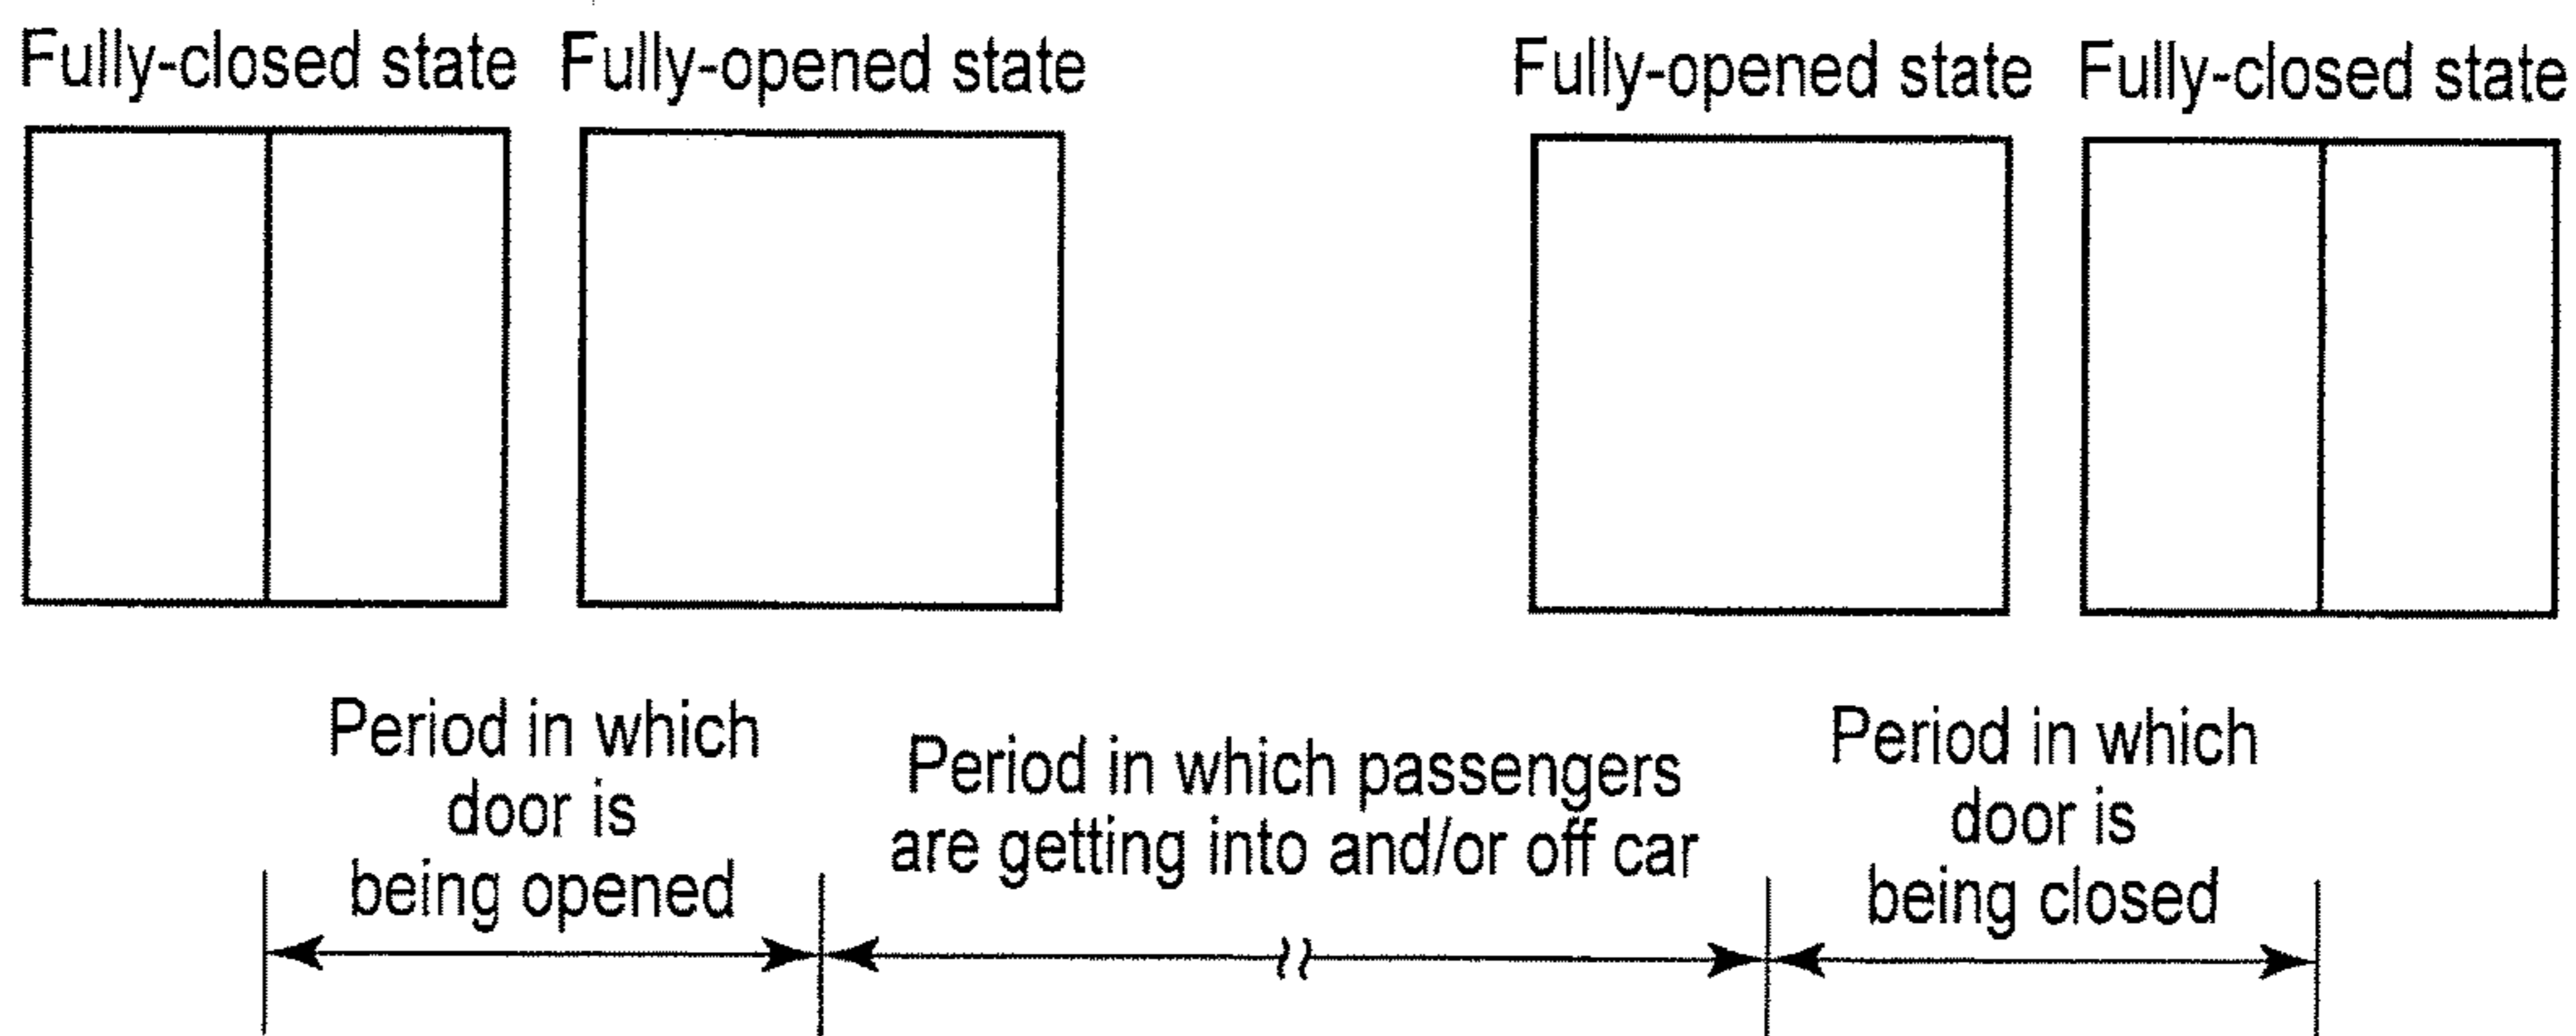 Fully-closed state
Fully-opened state
Fully-opened state
Fully-closed state
Period in which
door is
being opened
Period in which passengers
are getting into and/or off car
Period in which
door is
being closed